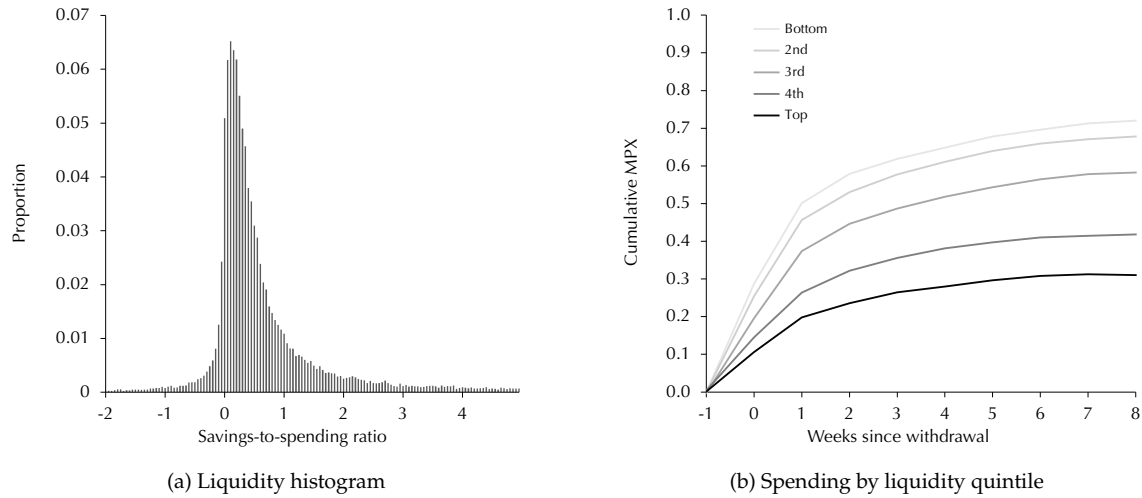 0.07
0.06
0.05
0.04
0.03
0.02
0.01
0
Proportion
-2 -1 0 1 2 3 4
Savings-to-spending ratio
(a) Liquidity histogram
1.0
0.9
0.8
0.7
0.6
0.5
0.4
0.3
0.2
0.1
0.0
Cumulative MPX
Bottom
2nd
3rd
4th
Top
-1 0 1 2 3 4 5 6 7 8
Weeks since withdrawal
(b) Spending by liquidity quintile